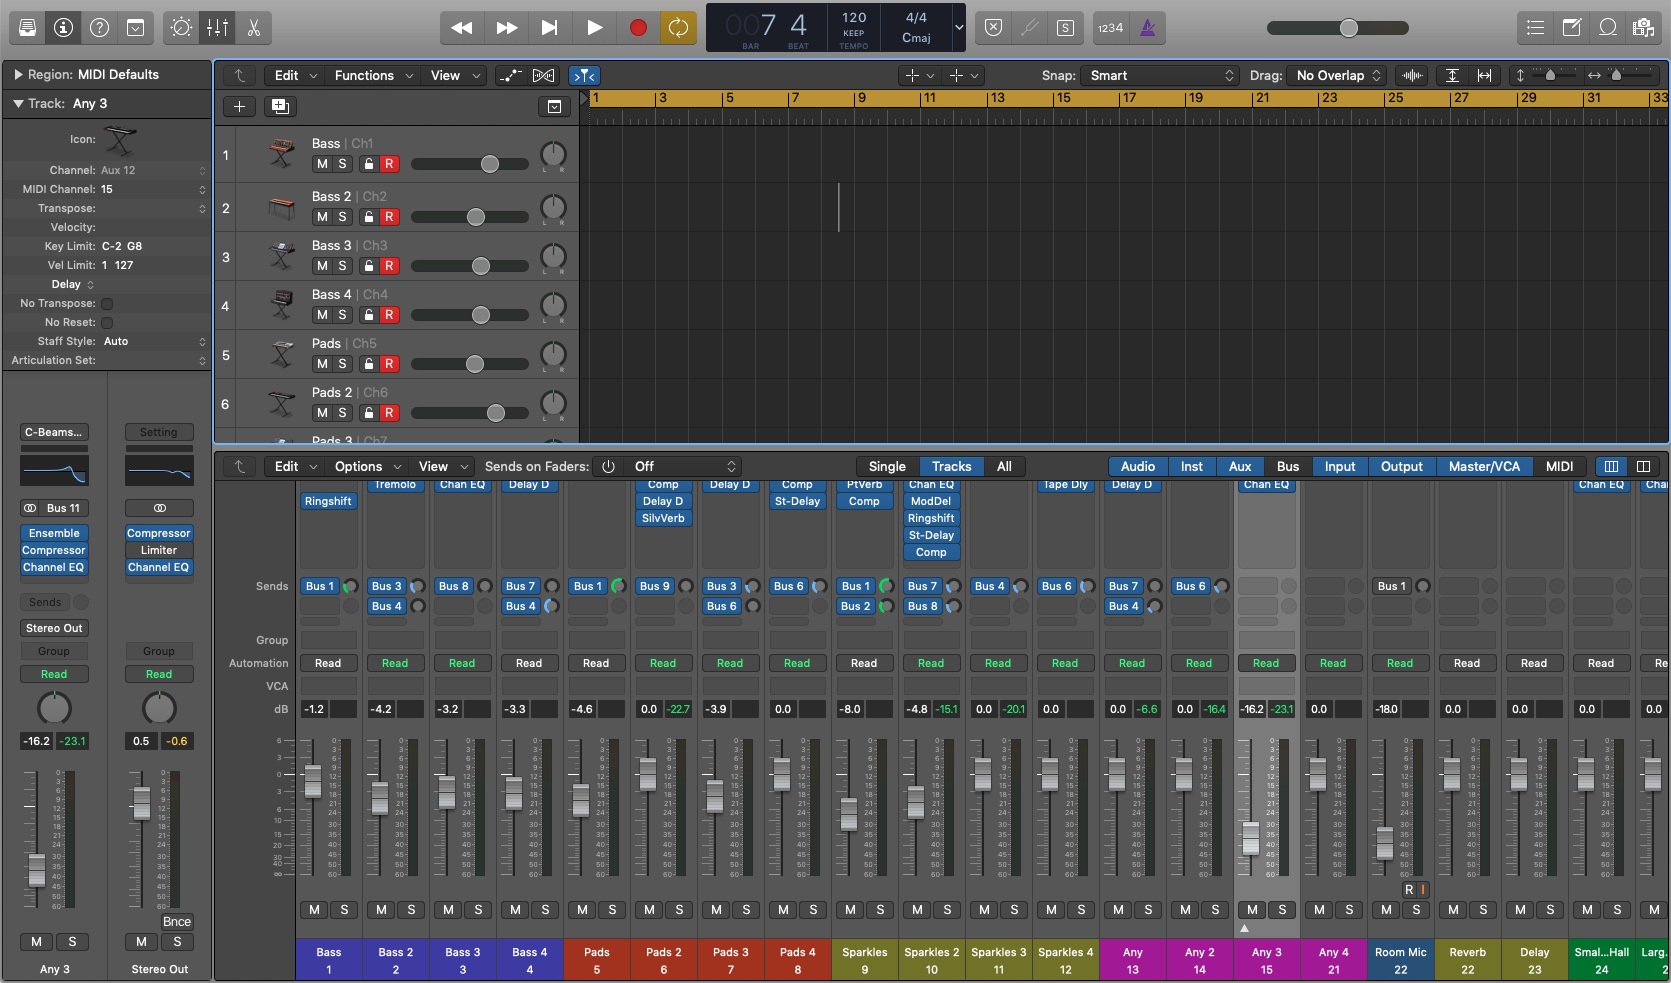 007 4
BAR BEAT
120
KEEP
TEMPO
4/4
Cmaj
S
1234
Region: MIDI Defaults
Track: Any 3
Icon:
Channel: Aux 12
MIDI Channel: 15
Transpose:
Velocity:
Key Limit: C-2 G8
Vel Limit: 1 127
Delay
No Transpose:
No Reset:
Staff Style: Auto
Articulation Set:
Edit Functions View
Snap: Smart Drag: No Overlap
1 3 5 7 9 11 13 15 17 19 21 23 25 27 29 31 33
1 Bass | Ch1
M S R L R
2 Bass 2 | Ch2
M S R L R
3 Bass 3 | Ch3
M S R L R
4 Bass 4 | Ch4
M S R L R
5 Pads | Ch5
M S R L R
6 Pads 2 | Ch6
M S R L R
Pads 3 | Ch7
C-Beams... Setting
Bus 11
Ensemble Compressor
Compressor Limiter
Channel EQ Channel EQ
Sends
Stereo Out
Group Group
Read Read
-16.2 -23.1 0.5 -0.6
Bnce
M S M S
Any 3 Stereo Out
Edit Options View Sends on Faders: Off Single Tracks All Audio Inst Aux Bus Input Output Master/VCA MIDI
Tremolo Chan EQ Delay D Comp Delay D Comp PtVerb Chan EQ Tape Dly Delay D Chan EQ Chan EQ Chan
Ringshift Delay D St-Delay Comp ModDel
SilvVerb Ringshift
St-Delay
Comp
Sends Bus 1 Bus 3 Bus 8 Bus 7 Bus 1 Bus 9 Bus 3 Bus 6 Bus 1 Bus 7 Bus 4 Bus 6 Bus 7 Bus 6 Bus 1
Bus 4 Bus 4 Bus 6 Bus 2 Bus 8 Bus 4
Group
Automation Read Read Read Read Read Read Read Read Read Read Read Read Read Read Read Read Read Read Read Read Re
VCA
dB -1.2 -4.2 -3.2 -3.3 -4.6 0.0 -22.7 -3.9 0.0 -8.0 -4.8 -15.1 0.0 -20.1 0.0 0.0 -6.6 0.0 -16.4 -16.2 -23.1 0.0 -18.0 0.0 0.0 0.0 0.0
R I
M S M S M S M S M S M S M S M S M S M S M S M S M S M S M S M S M S M S M S M S M
Bass Bass 2 Bass 3 Bass 4 Pads Pads 2 Pads 3 Pads 4 Sparkles Sparkles 2 Sparkles 3 Sparkles 4 Any Any 2 Any 3 Any 4 Room Mic Reverb Delay Smal...Hall Larg.
1 2 3 4 5 6 7 8 9 10 11 12 13 14 15 21 22 22 23 24 2